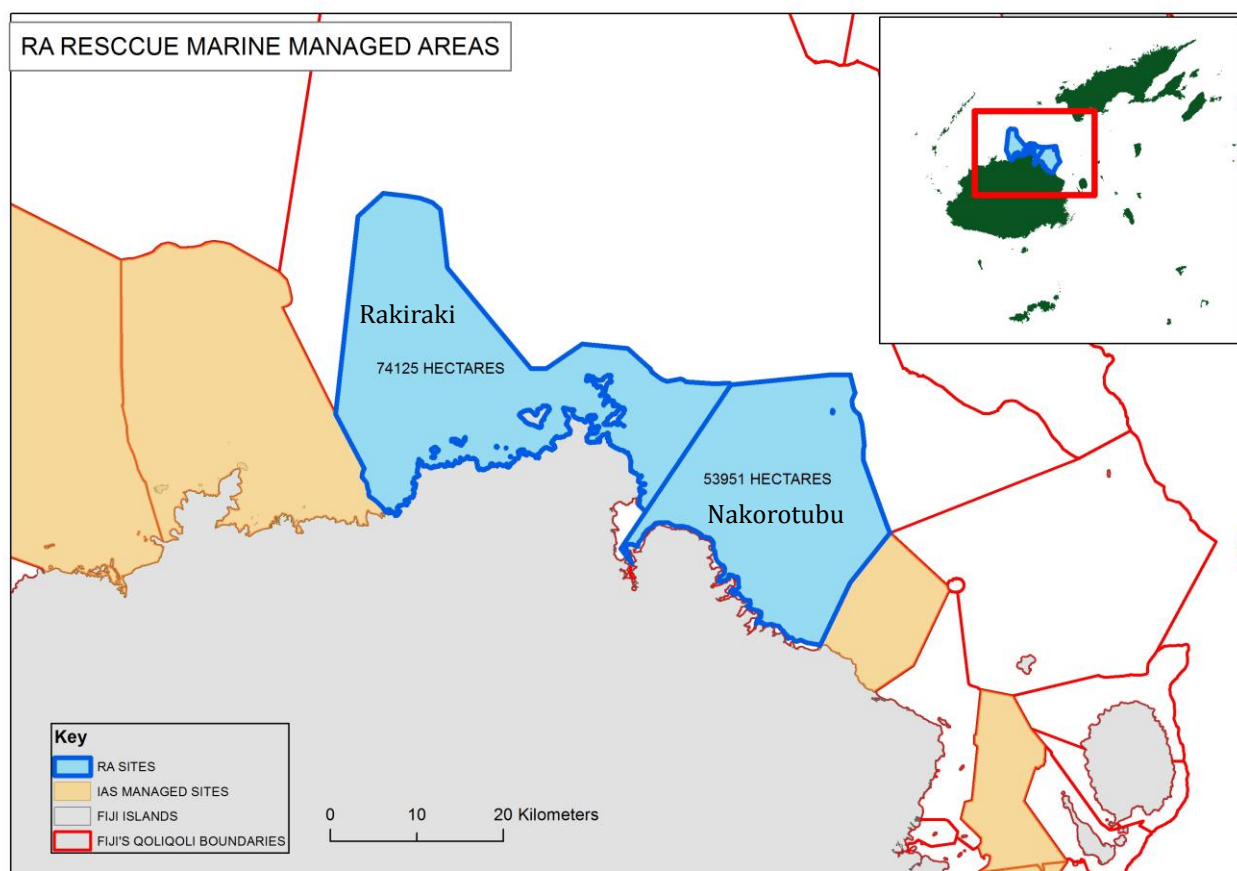 RA RESCCUE MARINE MANAGED AREAS
Rakiraki
74125 HECTARES
53951 HECTARES
Nakorotubu
Key
RA SITES
IAS MANAGED SITES
FIJI ISLANDS
FIJI'S QOLIQOLI BOUNDARIES
0 10 20 Kilometers